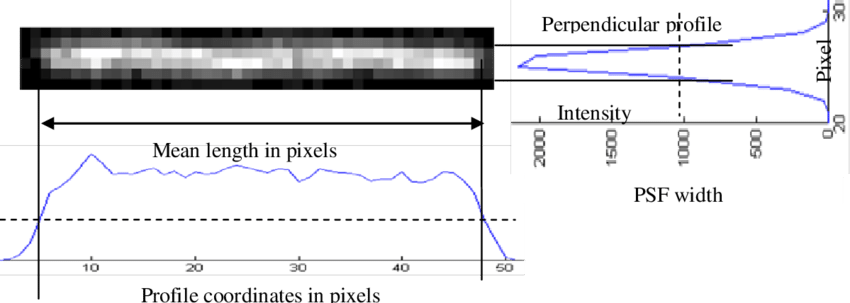 Perpendicular profile
30
Pixel
Intensity
20
2000
1500
1000
500
0
PSF width
Mean length in pixels
10
20
30
40
50
Profile coordinates in pixels